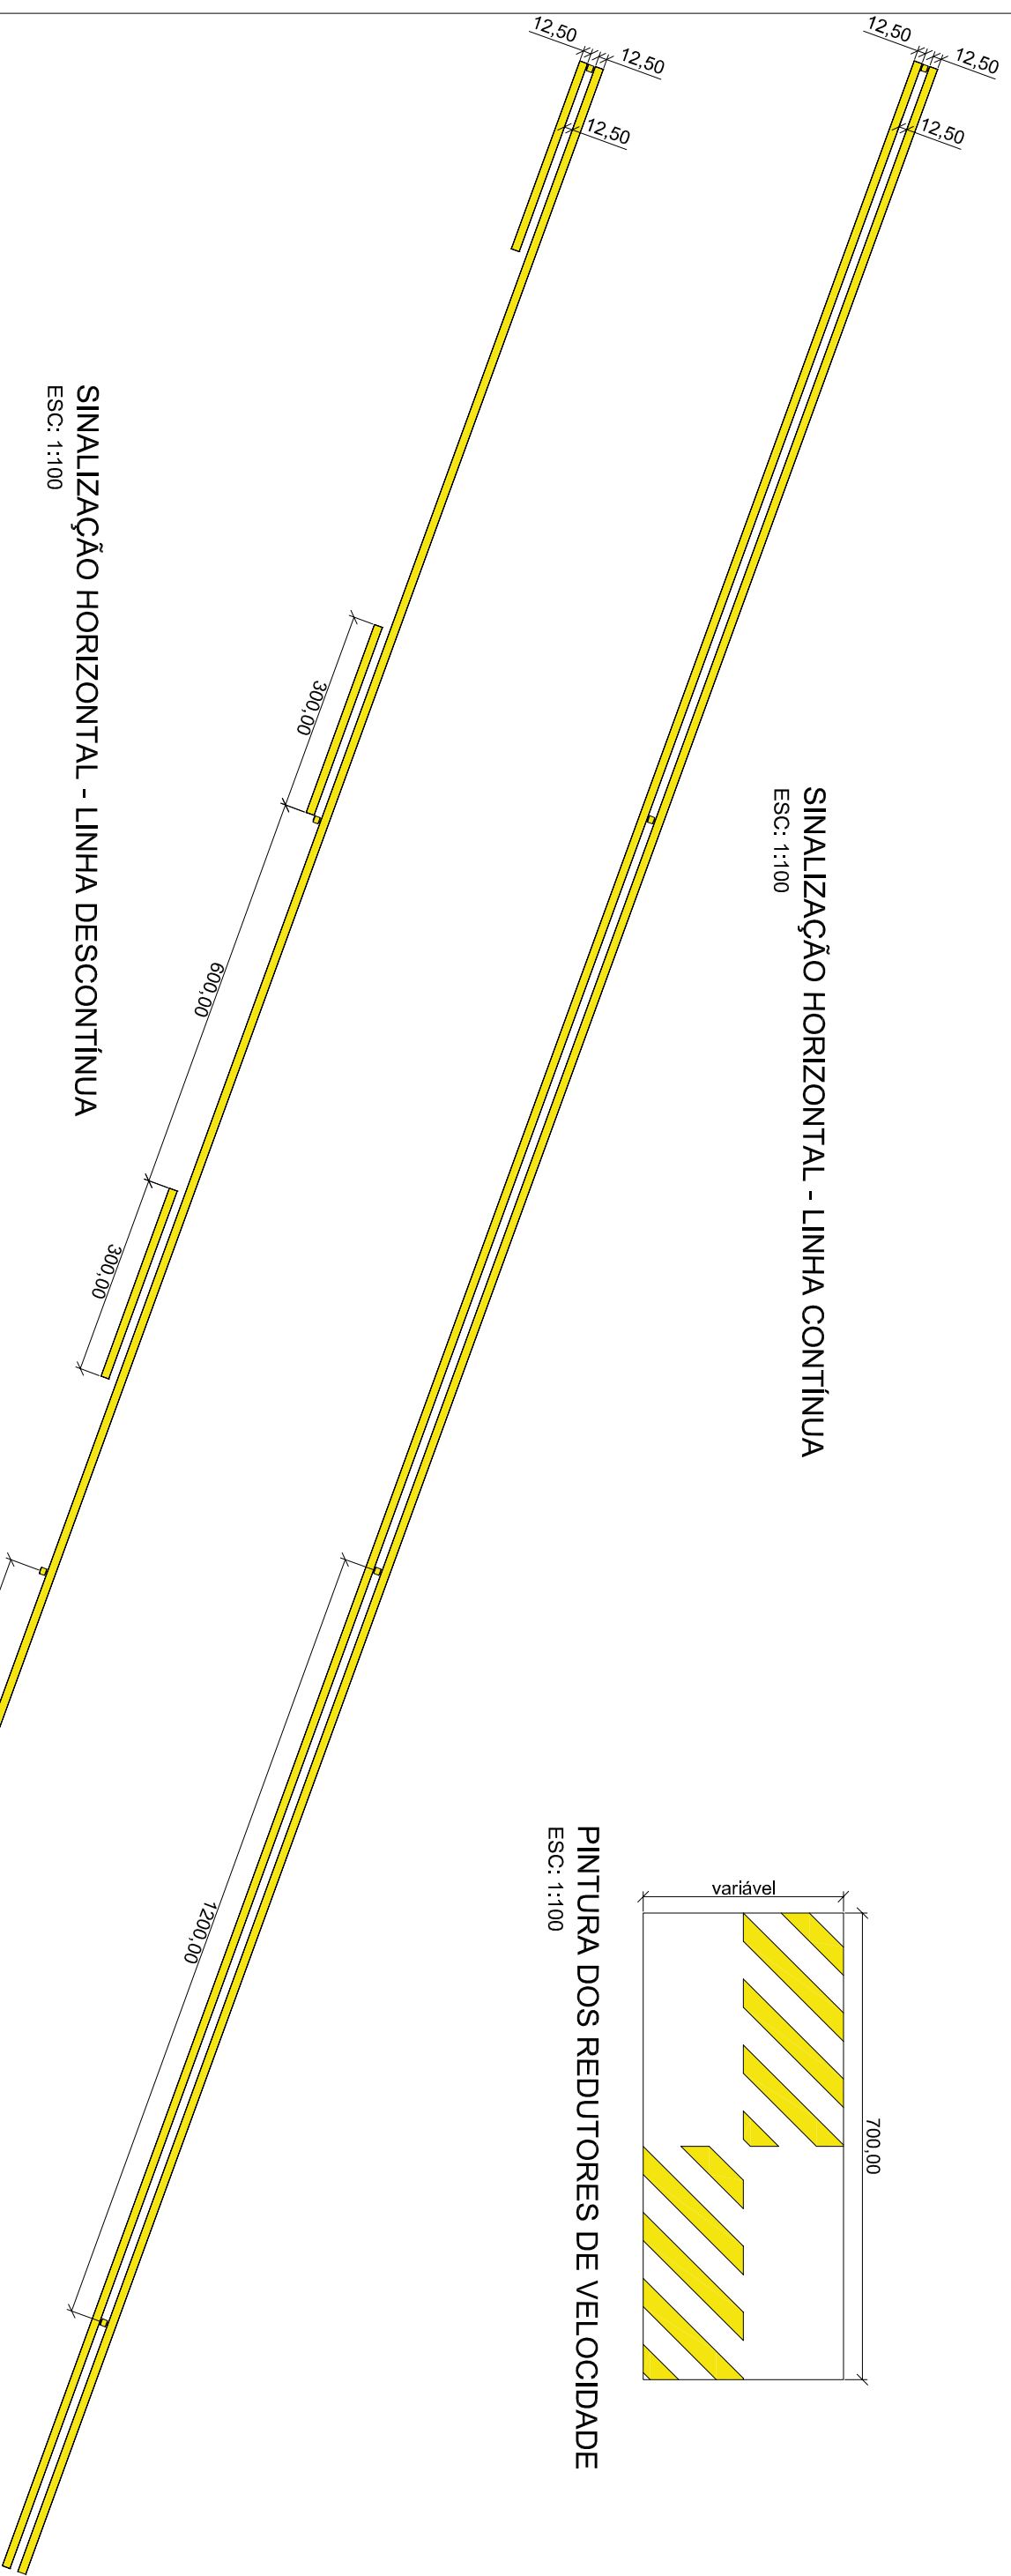 12,50
12,50
12,50
12,50
12,50
12,50
SINALIZAÇÃO HORIZONTAL - LINHA CONTÍNUA
ESC: 1:100
1200,00
SINALIZAÇÃO HORIZONTAL - LINHA DESCONTÍNUA
ESC: 1:100
300,00
600,00
300,00
variável
700,00
PINTURA DOS REDUTORES DE VELOCIDADE
ESC: 1:100